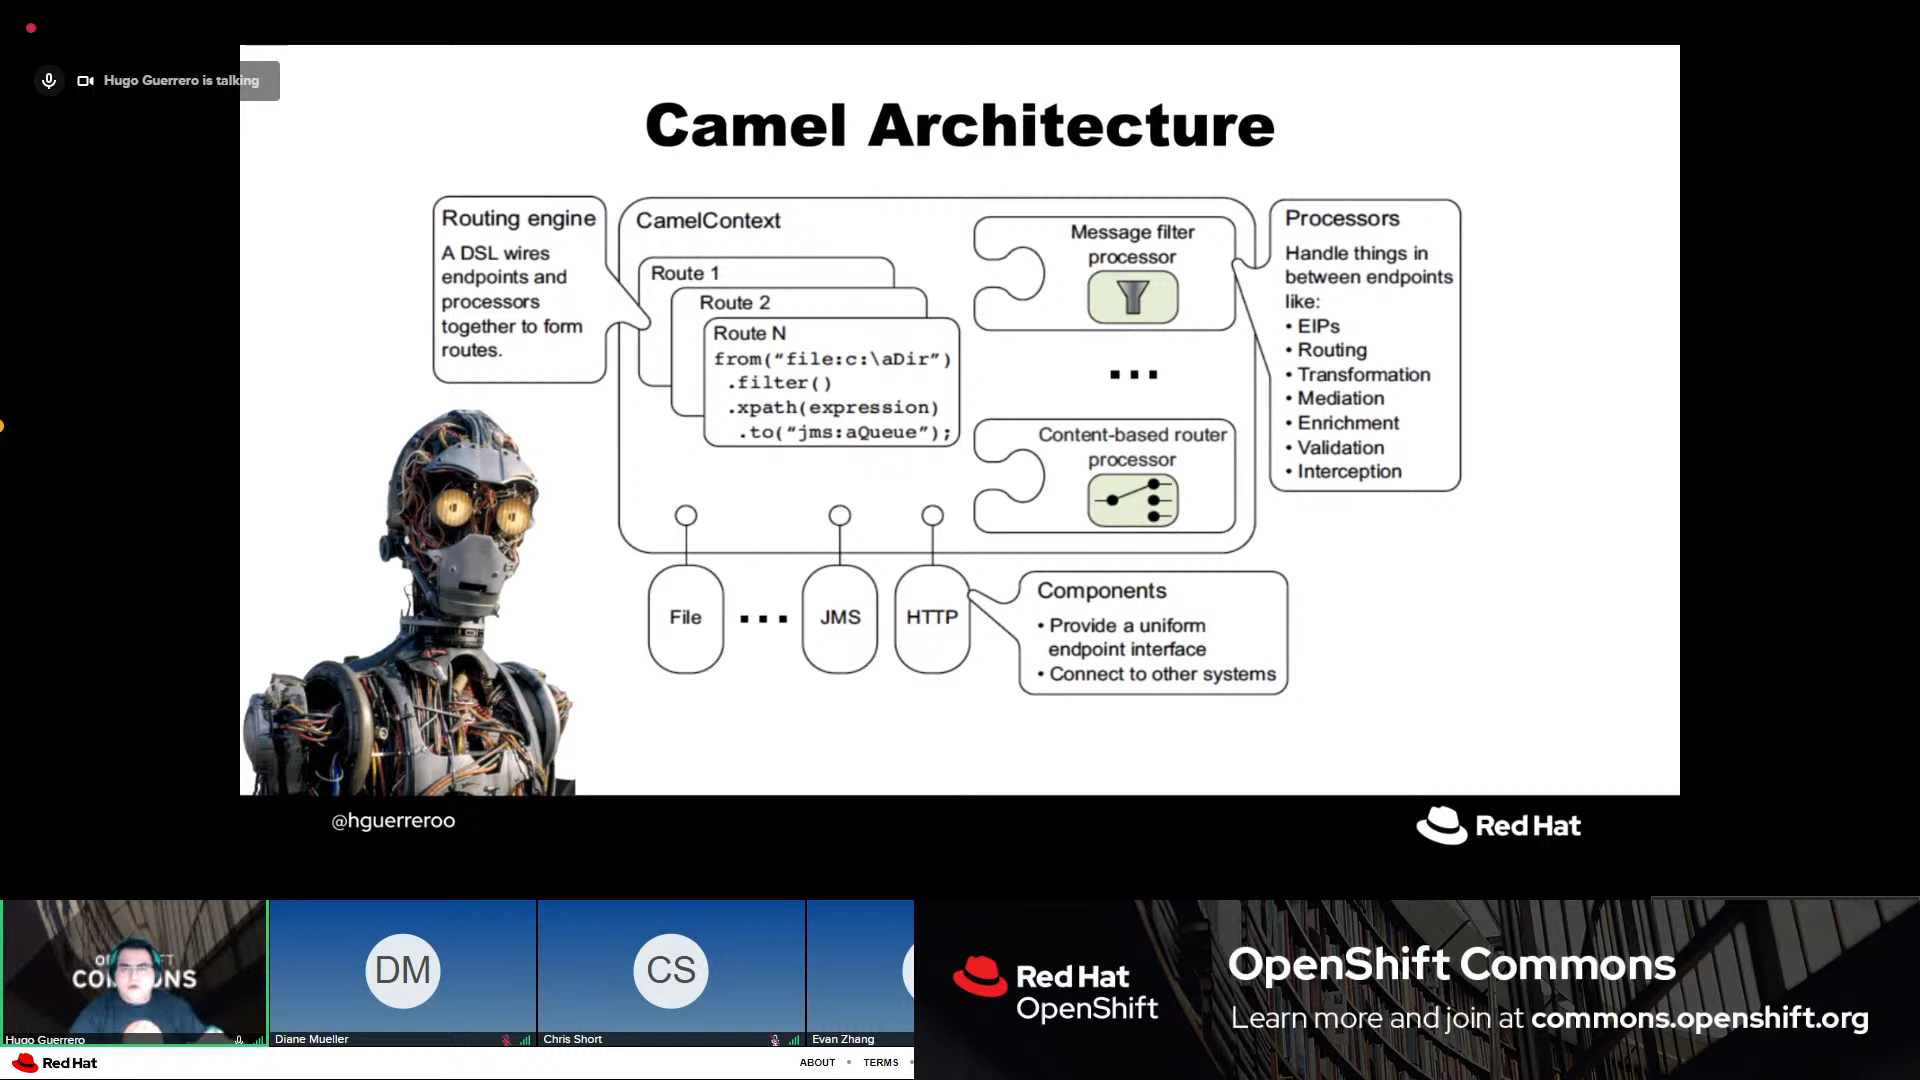 Hugo Guerrero is talking
Camel Architecture
Routing engine
A DSL wires
endpoints and
processors
together to form
routes.
CamelContext
Route 1
Route 2
Route N
from(“file:c:\aDir”)
.filter()
.xpath(expression)
.to(“jms:aQueue”);
Message filter
processor
...
Content-based router
processor
Processors
Handle things in
between endpoints
like:
• EIPs
• Routing
• Transformation
• Mediation
• Enrichment
• Validation
• Interception
File
...
JMS
HTTP
Components
• Provide a uniform
endpoint interface
• Connect to other systems
@hguerreroo
Red Hat
COMMONS
Hugo Guerrero
DM
Diane Mueller
CS
Chris Short
Evan Zhang
Red Hat
ABOUT • TERMS •
Red Hat
OpenShift
OpenShift Commons
Learn more and join at commons.openshift.org